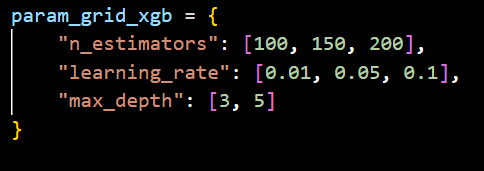 param_grid_xgb = {
    "n_estimators": [100, 150, 200],
    "learning_rate": [0.01, 0.05, 0.1],
    "max_depth": [3, 5]
}